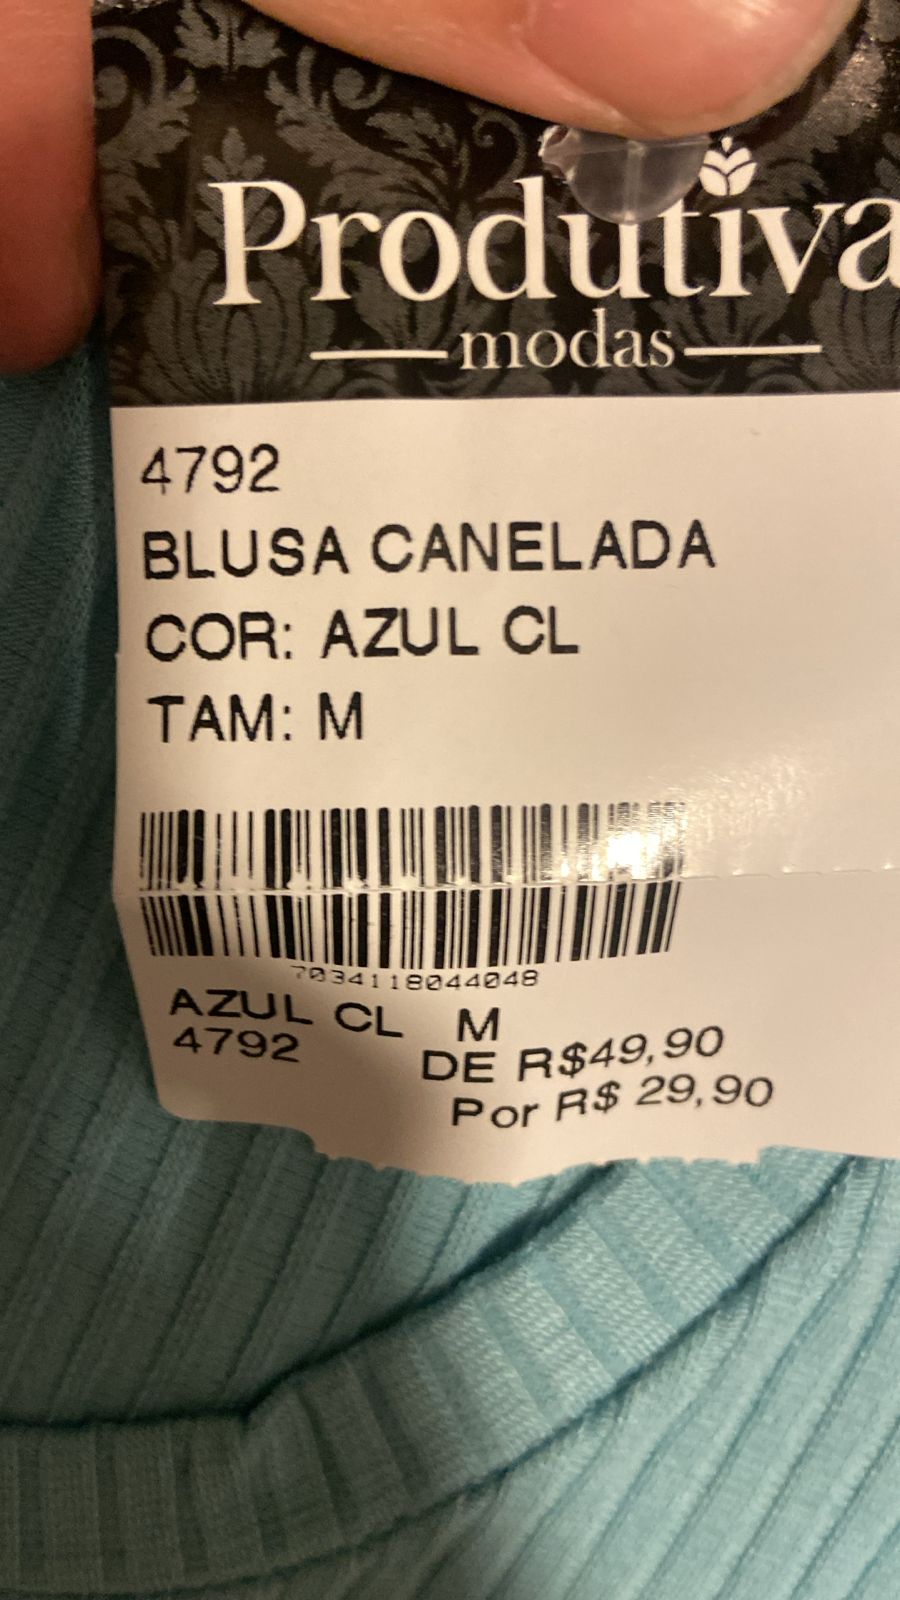 Produtiva
modas
4792
BLUSA CANELADA
COR: AZUL CL
TAM: M
7034118044048
AZUL CL M
4792
DE R$49,90
Por R$ 29,90